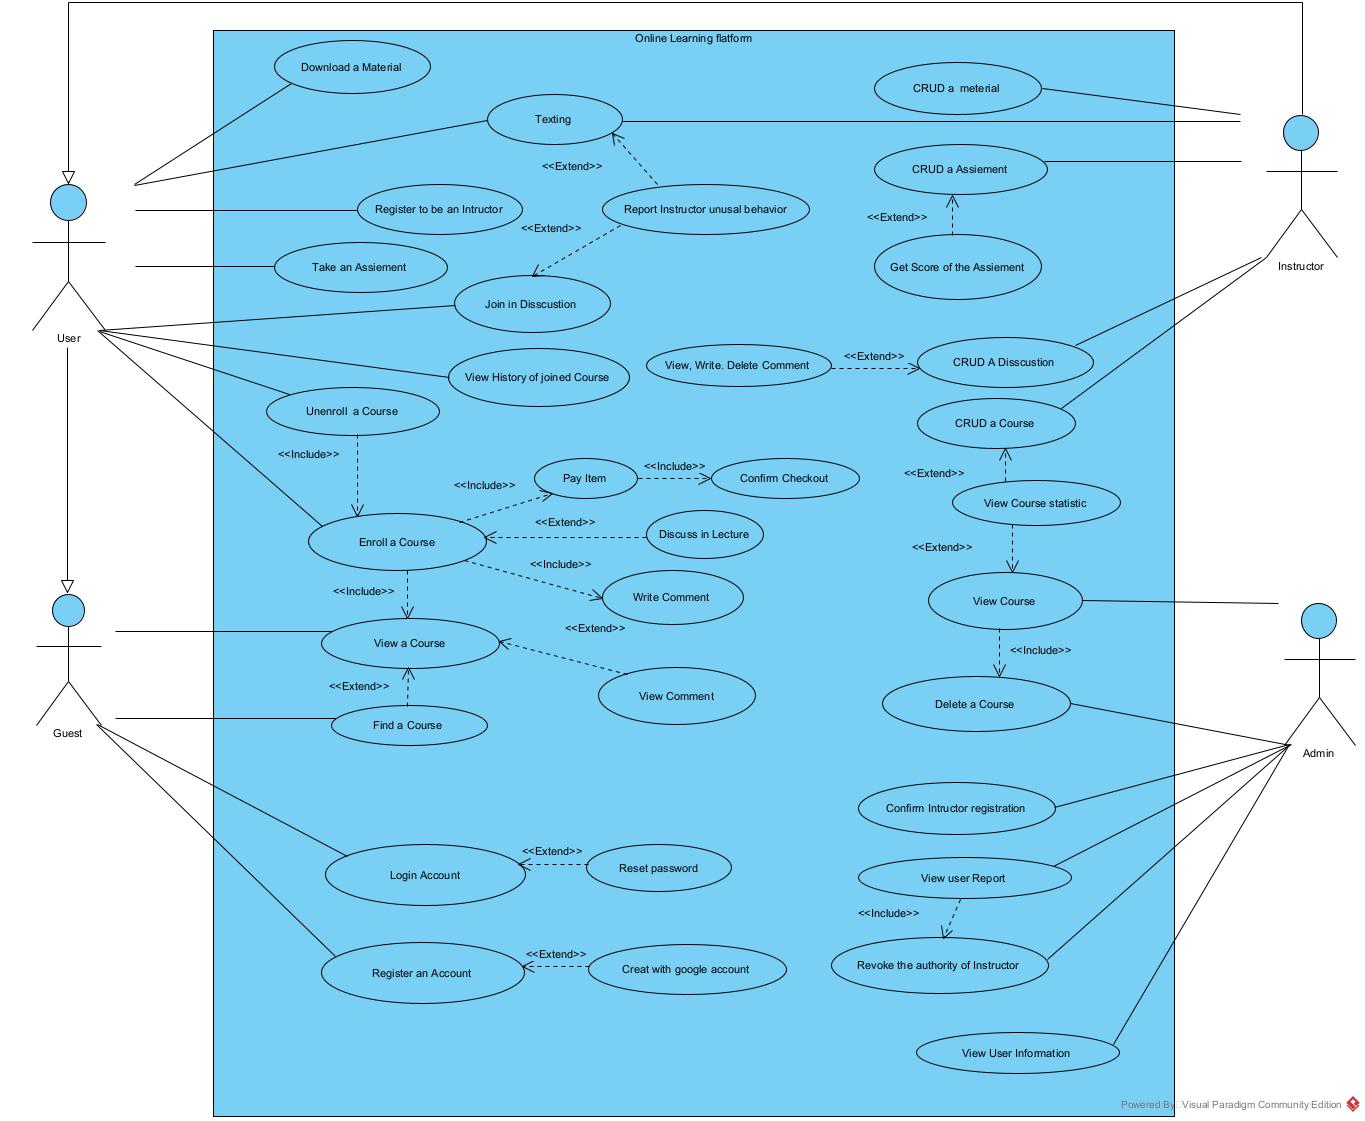 Online Learning flatform
Download a Material
CRUD a  meterial
Texting
<<Extend>>
CRUD a Assiement
Register to be an Intructor
Report Instructor unusal behavior
<<Extend>>
<<Extend>>
Take an Assiement
Get Score of the Assiement
Instructor
Join in Disscustion
User
View, Write. Delete Comment
<<Extend>>
CRUD A Disscustion
View History of joined Course
Unenroll  a Course
CRUD a Course
<<Include>>
Pay Item
<<Include>>
Confirm Checkout
<<Extend>>
<<Include>>
View Course statistic
Enroll a Course
<<Extend>>
Discuss in Lecture
<<Extend>>
<<Include>>
<<Include>>
Write Comment
View Course
<<Extend>>
View a Course
<<Include>>
<<Extend>>
View Comment
Delete a Course
Find a Course
Guest
Admin
Confirm Intructor registration
<<Extend>>
Login Account
Reset password
View user Report
<<Include>>
<<Extend>>
Register an Account
Creat with google account
Revoke the authority of Instructor
View User Information
Powered By Visual Paradigm Community Edition